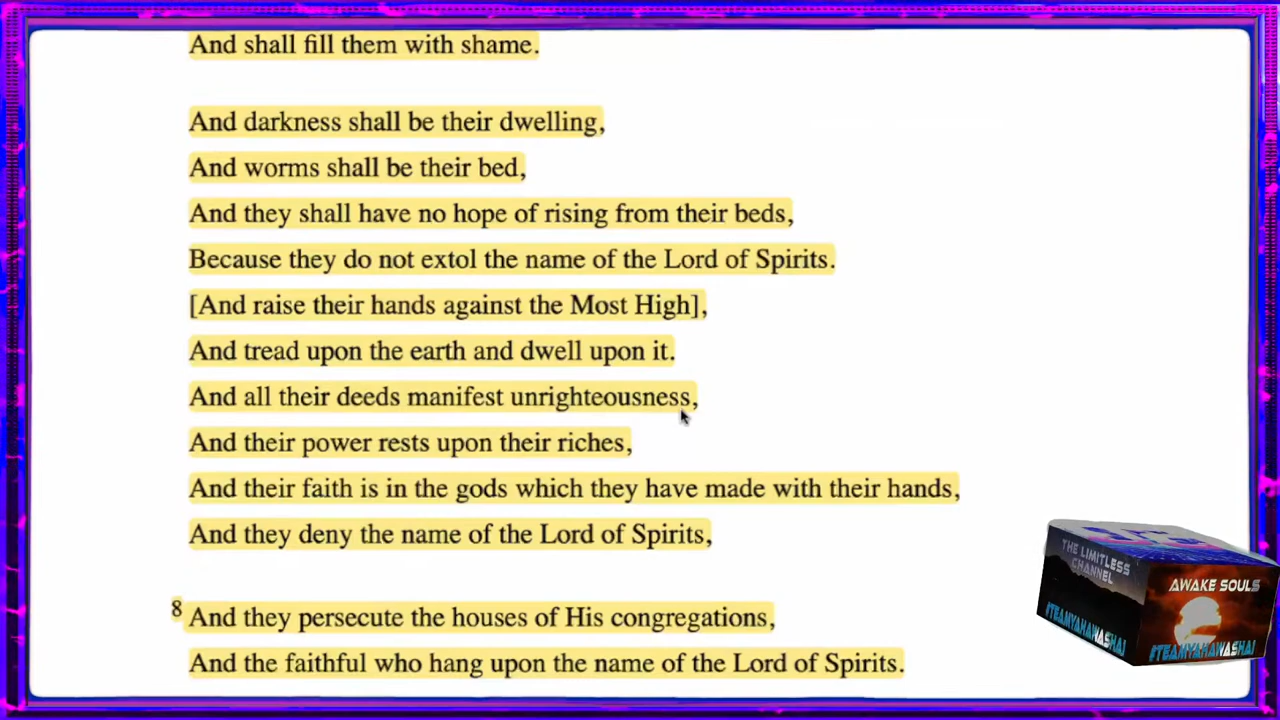 And shall fill them with shame.
And darkness shall be their dwelling,
And worms shall be their bed,
And they shall have no hope of rising from their beds,
Because they do not extol the name of the Lord of Spirits.
[And raise their hands against the Most High],
And tread upon the earth and dwell upon it.
And all their deeds manifest unrighteousness,
And their power rests upon their riches,
And their faith is in the gods which they have made with their hands,
And they deny the name of the Lord of Spirits,
8 And they persecute the houses of His congregations,
And the faithful who hang upon the name of the Lord of Spirits.
THE LIMITLESS
CHANNEL
#TEAMYAHAWASHAI
AWAKE SOULS
#TEAMYAHAWASHAI